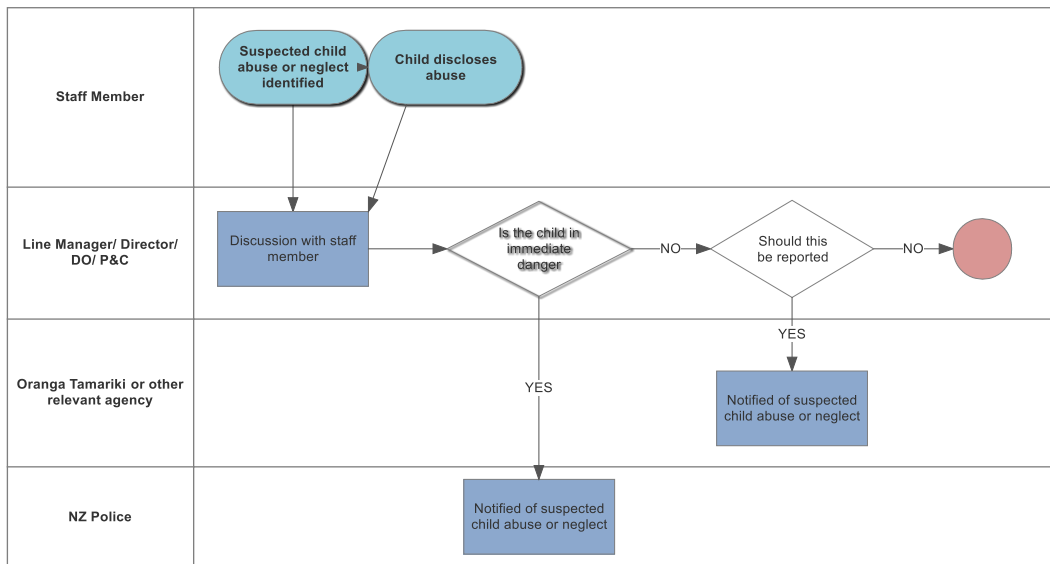 Staff Member
Suspected child
abuse or neglect
identified
Child discloses
abuse
Line Manager/ Director/
DO/ P&C
Discussion with staff
member
Is the child in
immediate
danger
NO
Should this
be reported
NO
Oranga Tamariki or other
relevant agency
YES
YES
Notified of suspected
child abuse or neglect
NZ Police
Notified of suspected
child abuse or neglect